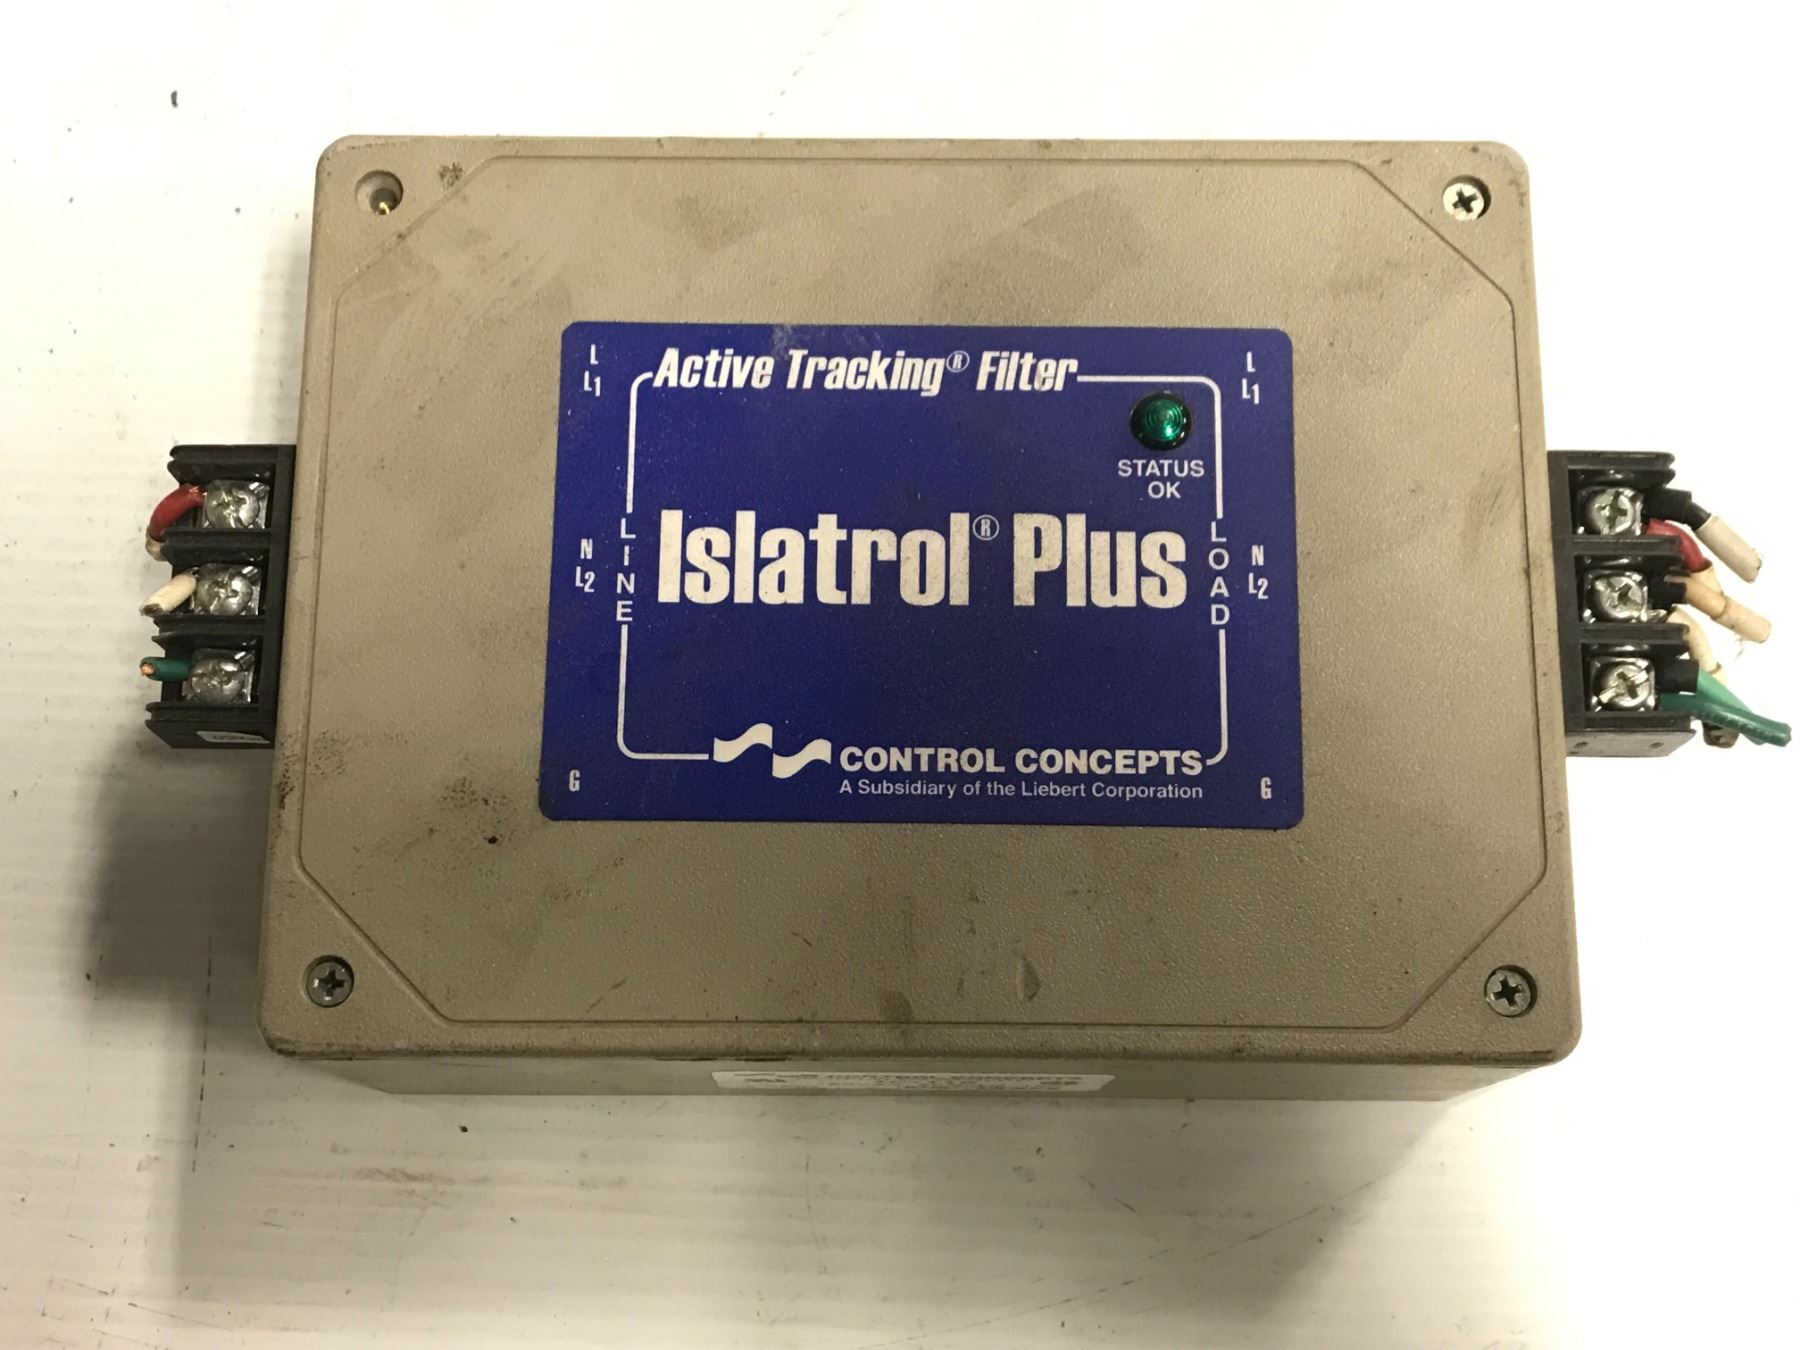 L
L1
Active Tracking® Filter
L
L1
STATUS
OK
N
L2
LINE
Islatrol® Plus
LOAD
N
L2
G
CONTROL CONCEPTS
A Subsidiary of the Liebert Corporation
G